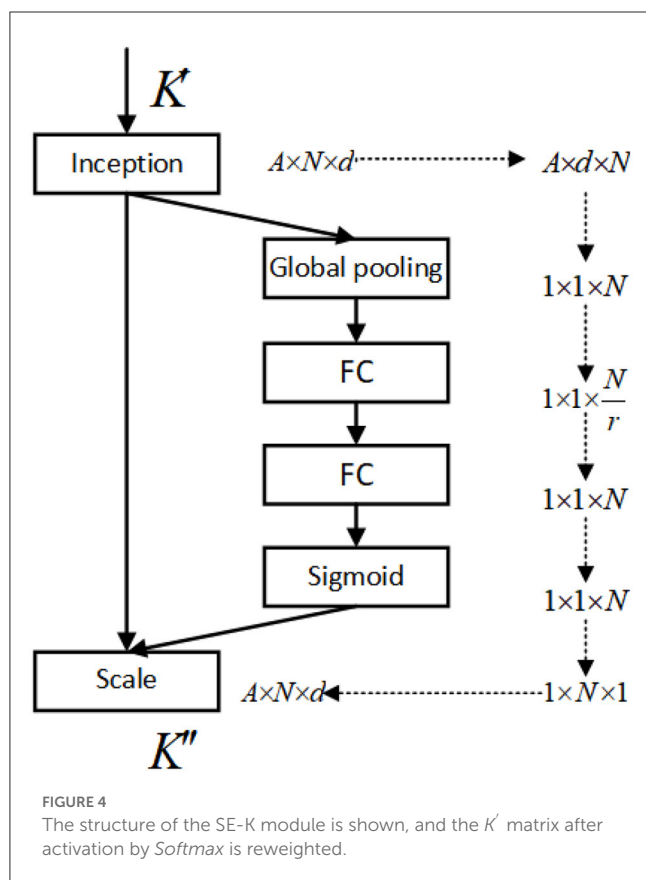 K′
Inception
A×N×d
A×d×N
Global pooling
1×1×N
FC
1×1×N/r
FC
1×1×N
Sigmoid
1×1×N
Scale
A×N×d
1×N×1
K″
FIGURE 4
The structure of the SE-K module is shown, and the K′ matrix after
activation by Softmax is reweighted.